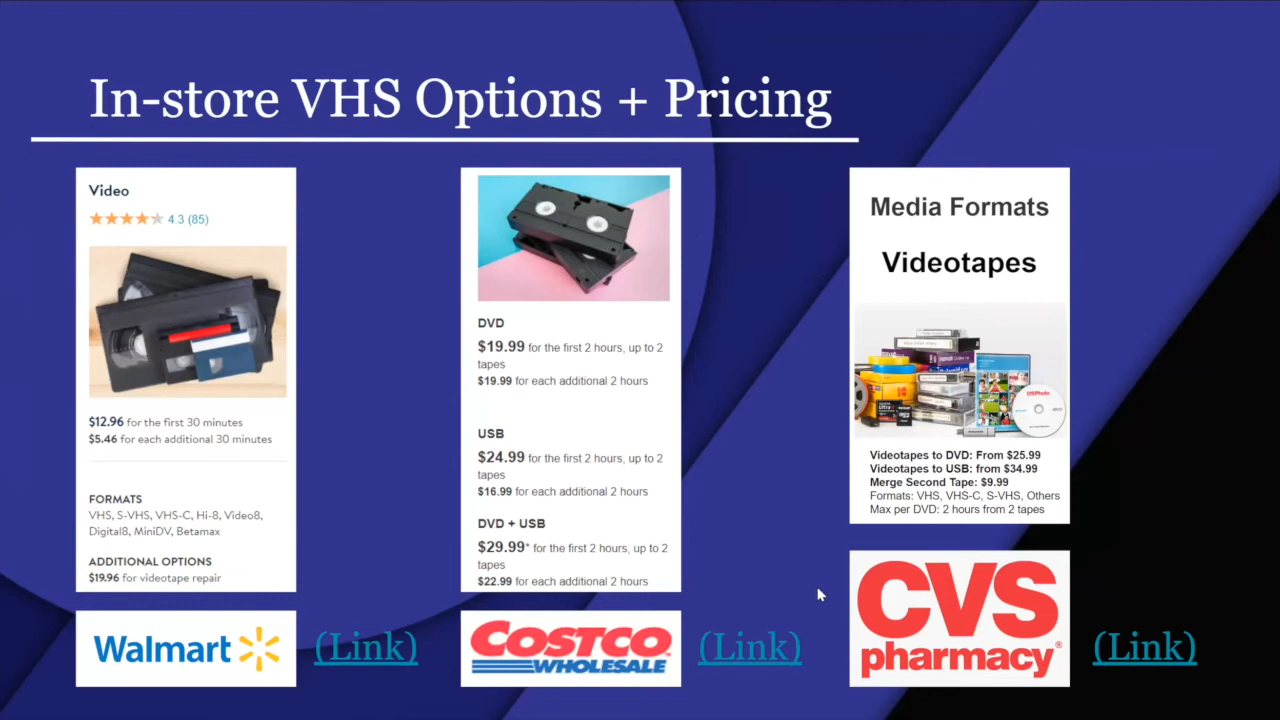 In-store VHS Options + Pricing
Video
4.3 (85)
$12.96 for the first 30 minutes
$5.46 for each additional 30 minutes
FORMATS
VHS, S-VHS, VHS-C, Hi-8, Video8,
Digital8, MiniDV, Betamax
ADDITIONAL OPTIONS
$19.96 for videotape repair
Walmart
(Link)
DVD
$19.99 for the first 2 hours, up to 2
tapes
$19.99 for each additional 2 hours
USB
$24.99 for the first 2 hours, up to 2
tapes
$16.99 for each additional 2 hours
DVD + USB
$29.99* for the first 2 hours, up to 2
tapes
$22.99 for each additional 2 hours
COSTCO
WHOLESALE
(Link)
Media Formats
Videotapes
Videotapes to DVD: From $25.99
Videotapes to USB: from $34.99
Merge Second Tape: $9.99
Formats: VHS, VHS-C, S-VHS, Others
Max per DVD: 2 hours from 2 tapes
CVS
pharmacy®
(Link)